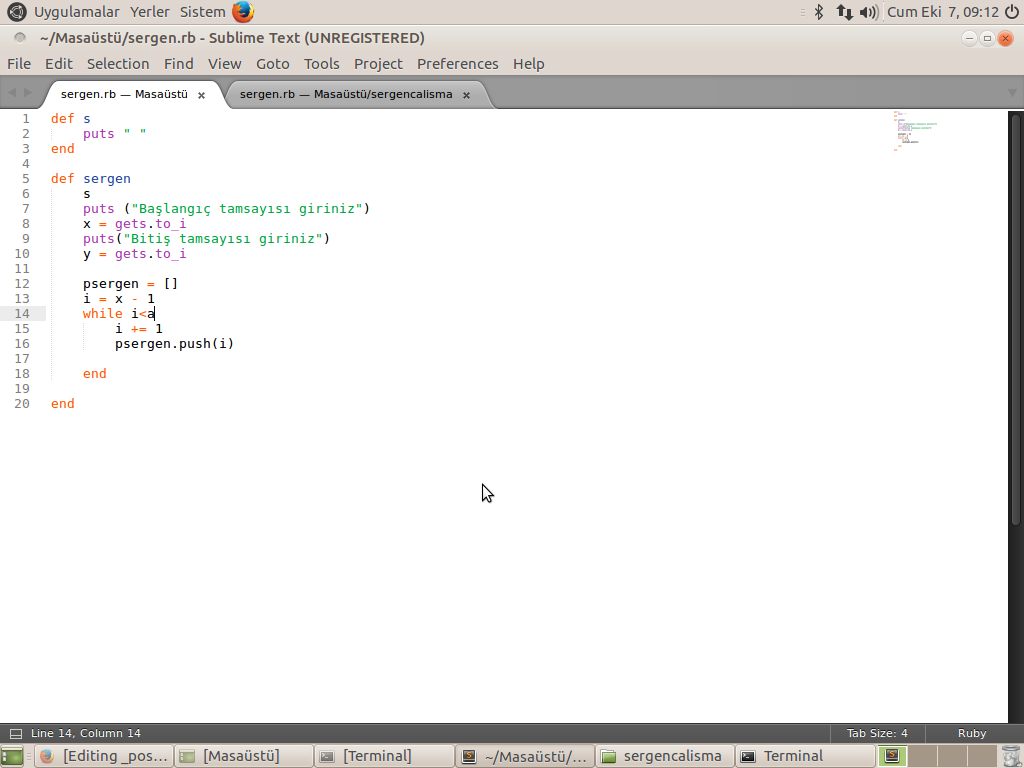 Uygulamalar Yerler Sistem Cum Eki 7, 09:12
~/Masaüstü/sergen.rb - Sublime Text (UNREGISTERED)
File Edit Selection Find View Goto Tools Project Preferences Help
sergen.rb — Masaüstü × sergen.rb — Masaüstü/sergencalisma ×
1 def s
2     puts " "
3 end
4
5 def sergen
6     s
7     puts ("Başlangıç tamsayısı giriniz")
8     x = gets.to_i
9     puts("Bitiş tamsayısı giriniz")
10     y = gets.to_i
11
12     psergen = []
13     i = x - 1
14     while i<a
15         i += 1
16         psergen.push(i)
17
18     end
19
20 end
Line 14, Column 14 Tab Size: 4 Ruby
[Editing _pos... [Masaüstü] [Terminal] ~/Masaüstü/... sergencalisma Terminal